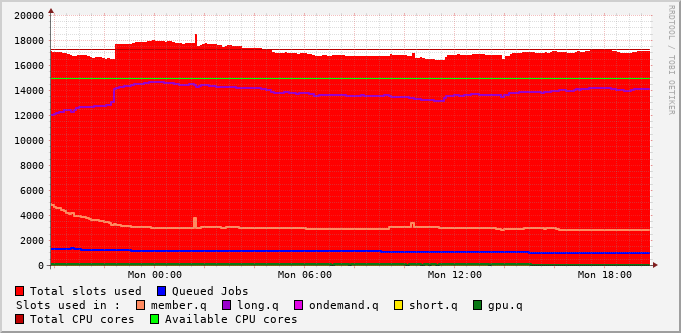 20000
18000
16000
14000
12000
10000
8000
6000
4000
2000
0
Mon 00:00 Mon 06:00 Mon 12:00 Mon 18:00
RRDTOOL / TOBI OETIKER
Total slots used Queued Jobs
Slots used in : member.q long.q ondemand.q short.q gpu.q
Total CPU cores Available CPU cores